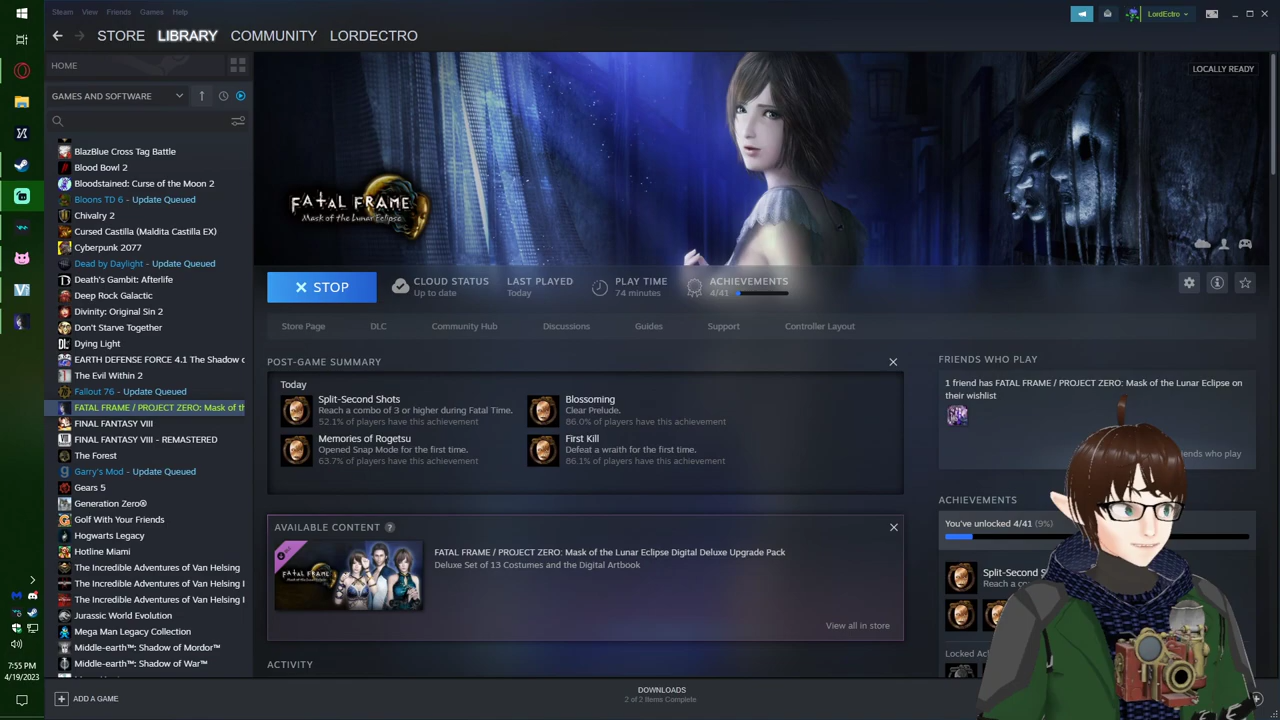 Steam View Friends Games Help
LordEctro
STORE LIBRARY COMMUNITY LORDECTRO
HOME
GAMES AND SOFTWARE
BlazBlue Cross Tag Battle
Blood Bowl 2
Bloodstained: Curse of the Moon 2
Bloons TD 6 - Update Queued
Chivalry 2
Cursed Castilla (Maldita Castilla EX)
Cyberpunk 2077
Dead by Daylight - Update Queued
Death's Gambit: Afterlife
Deep Rock Galactic
Divinity: Original Sin 2
Don't Starve Together
Dying Light
EARTH DEFENSE FORCE 4.1 The Shadow o
The Evil Within 2
Fallout 76 - Update Queued
FATAL FRAME / PROJECT ZERO: Mask of th
FINAL FANTASY VIII
FINAL FANTASY VIII - REMASTERED
The Forest
Garry's Mod - Update Queued
Gears 5
Generation Zero®
Golf With Your Friends
Hogwarts Legacy
Hotline Miami
The Incredible Adventures of Van Helsing
The Incredible Adventures of Van Helsing I
The Incredible Adventures of Van Helsing I
Jurassic World Evolution
Mega Man Legacy Collection
Middle-earth™: Shadow of Mordor™
Middle-earth™: Shadow of War™
ADD A GAME
7:55 PM
4/19/2023
LOCALLY READY
FATAL FRAME
Mask of the Lunar Eclipse
STOP
CLOUD STATUS
Up to date
LAST PLAYED
Today
PLAY TIME
74 minutes
ACHIEVEMENTS
4/41
Store Page DLC Community Hub Discussions Guides Support Controller Layout
POST-GAME SUMMARY
Today
Split-Second Shots
Reach a combo of 3 or higher during Fatal Time.
52.1% of players have this achievement
Blossoming
Clear Prelude.
86.0% of players have this achievement
Memories of Rogetsu
Opened Snap Mode for the first time.
63.7% of players have this achievement
First Kill
Defeat a wraith for the first time.
86.1% of players have this achievement
AVAILABLE CONTENT ?
FATAL FRAME
Mask of the Lunar Eclipse
FATAL FRAME / PROJECT ZERO: Mask of the Lunar Eclipse Digital Deluxe Upgrade Pack
Deluxe Set of 13 Costumes and the Digital Artbook
View all in store
ACTIVITY
FRIENDS WHO PLAY
1 friend has FATAL FRAME / PROJECT ZERO: Mask of the Lunar Eclipse on
their wishlist
iends who play
ACHIEVEMENTS
You've unlocked 4/41 (9%)
Split-Second S
Reach a co
Locked Ac
DOWNLOADS
2 of 2 Items Complete